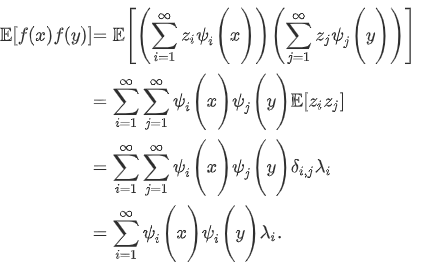 𝔼[f(x)f(y)] = 𝔼[(∑_{i=1}^{∞} z_i ψ_i(x))(∑_{j=1}^{∞} z_j ψ_j(y))]
= ∑_{i=1}^{∞} ∑_{j=1}^{∞} ψ_i(x) ψ_j(y) 𝔼[z_i z_j]
= ∑_{i=1}^{∞} ∑_{j=1}^{∞} ψ_i(x) ψ_j(y) δ_{i,j} λ_i
= ∑_{i=1}^{∞} ψ_i(x) ψ_i(y) λ_i.